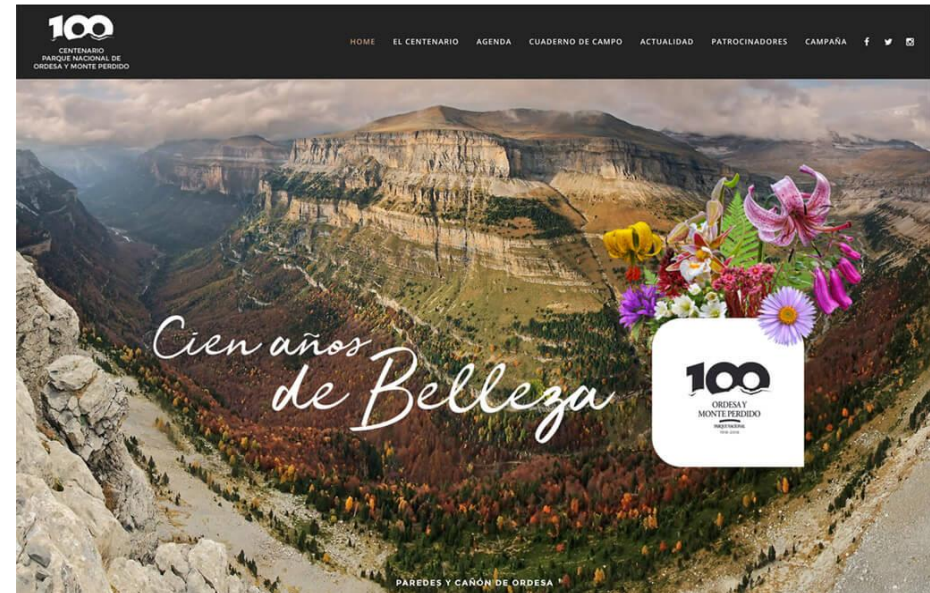 100
CENTENARIO
PARQUE NACIONAL DE
ORDESA Y MONTE PERDIDO
HOME EL CENTENARIO AGENDA CUADERNO DE CAMPO ACTUALIDAD PATROCINADORES CAMPAÑA
Cien años
de Belleza
100
ORDESA Y
MONTE PERDIDO
PARQUE NACIONAL
PAREDES Y CAÑÓN DE ORDESA